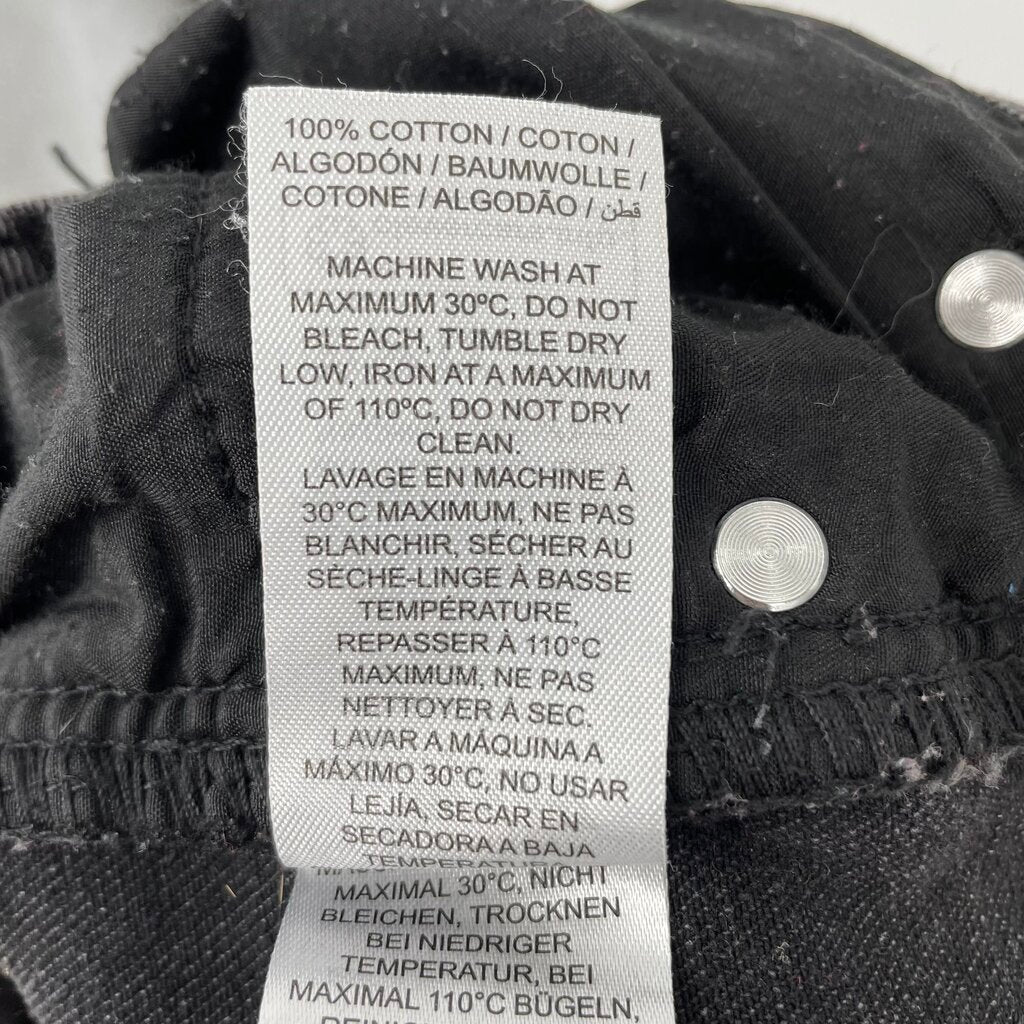 100% COTTON / COTON /
ALGODÓN / BAUMWOLLE /
COTONE / ALGODÃO / قطن
MACHINE WASH AT
MAXIMUM 30ºC, DO NOT
BLEACH, TUMBLE DRY
LOW, IRON AT A MAXIMUM
OF 110ºC, DO NOT DRY
CLEAN.
LAVAGE EN MACHINE À
30°C MAXIMUM, NE PAS
BLANCHIR, SÉCHER AU
SÈCHE-LINGE À BASSE
TEMPÉRATURE,
REPASSER À 110°C
MAXIMUM, NE PAS
NETTOYER À SEC.
LAVAR A MÁQUINA A
MÁXIMO 30°C, NO USAR
LEJÍA, SECAR EN
SECADORA A BAJA
TEMPERATURA
MAXIMAL 30°C, NICHT
BLEICHEN, TROCKNEN
BEI NIEDRIGER
TEMPERATUR, BEI
MAXIMAL 110°C BÜGELN,